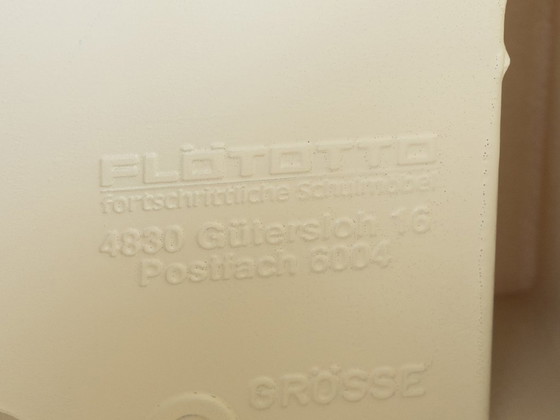 FLÖTOTTO
fortschrittliche Schulmöbel
4830 Gütersloh 16
Postfach 6004
GRÖSSE